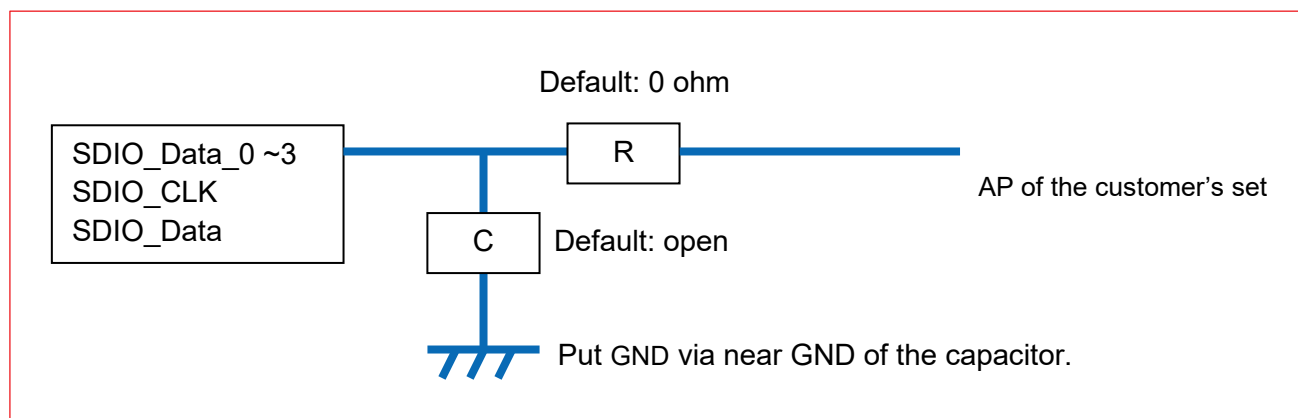 Default: 0 ohm
SDIO_Data_0 ~3
SDIO_CLK
SDIO_Data
R
AP of the customer’s set
C
Default: open
Put GND via near GND of the capacitor.